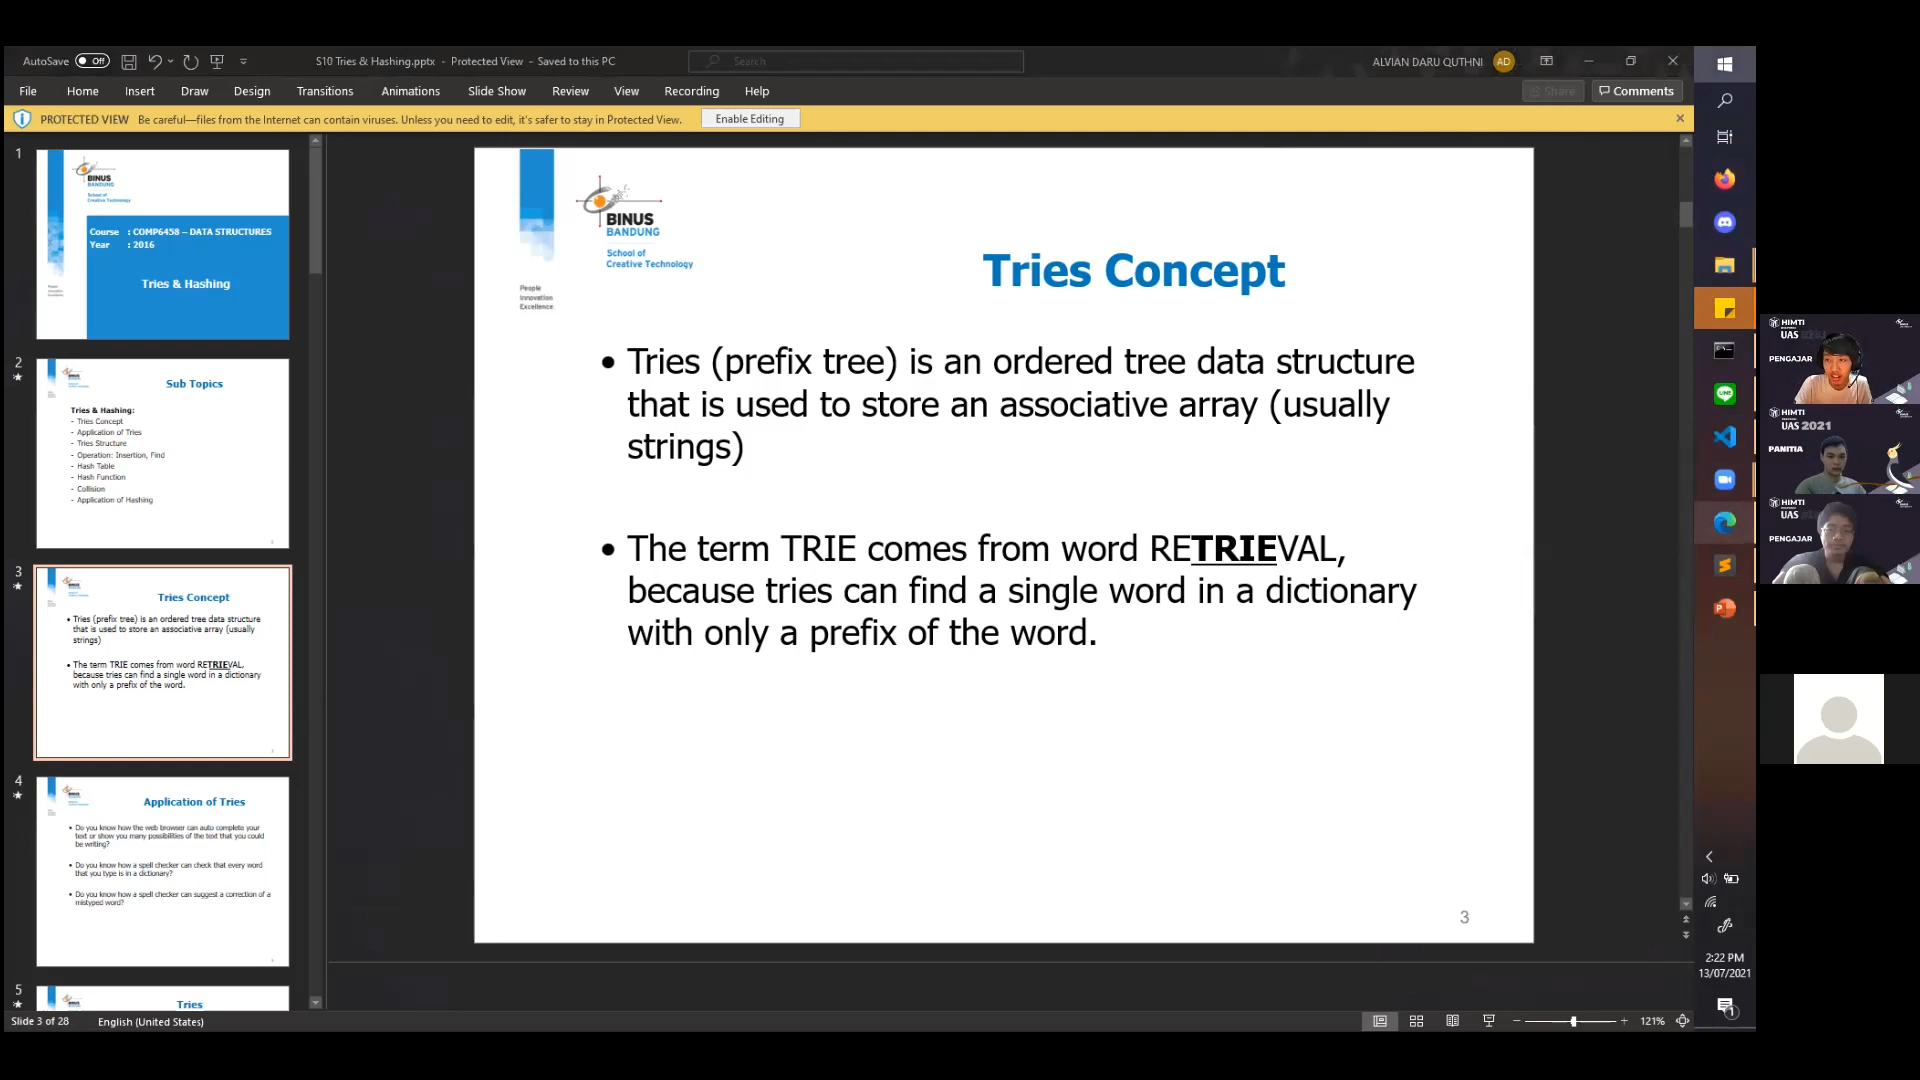 AutoSave Off
S10 Tries & Hashing.pptx - Protected View - Saved to this PC
Search
ALVIAN DARU QUTHNI AD
File Home Insert Draw Design Transitions Animations Slide Show Review View Recording Help
Share Comments
PROTECTED VIEW Be careful—files from the Internet can contain viruses. Unless you need to edit, it's safer to stay in Protected View.
Enable Editing
1
BINUS
BANDUNG
School of
Creative Technology
Course : COMP6458 – DATA STRUCTURES
Year : 2016
Tries & Hashing
2
Sub Topics
Tries & Hashing:
- Tries Concept
- Application of Tries
- Tries Structure
- Operation: Insertion, Find
- Hash Table
- Hash Function
- Collision
- Application of Hashing
3
Tries Concept
• Tries (prefix tree) is an ordered tree data structure
that is used to store an associative array (usually
strings)
• The term TRIE comes from word RETRIEVAL,
because tries can find a single word in a dictionary
with only a prefix of the word.
4
Application of Tries
• Do you know how the web browser can auto complete your
text or show you many possibilities of the text that you could
be writing?
• Do you know how a spell checker can check that every word
that you type is in a dictionary?
• Do you know how a spell checker can suggest a correction of a
mistyped word?
5
Tries
BINUS
BANDUNG
School of
Creative Technology
People
Innovation
Excellence
Tries Concept
• Tries (prefix tree) is an ordered tree data structure
that is used to store an associative array (usually
strings)
• The term TRIE comes from word RETRIEVAL,
because tries can find a single word in a dictionary
with only a prefix of the word.
3
Slide 3 of 28
English (United States)
121%
2:22 PM
13/07/2021
1
HIMTI
UAS
PENGAJAR
HIMTI
UAS 2021
PANITIA
HIMTI
UAS
PENGAJAR